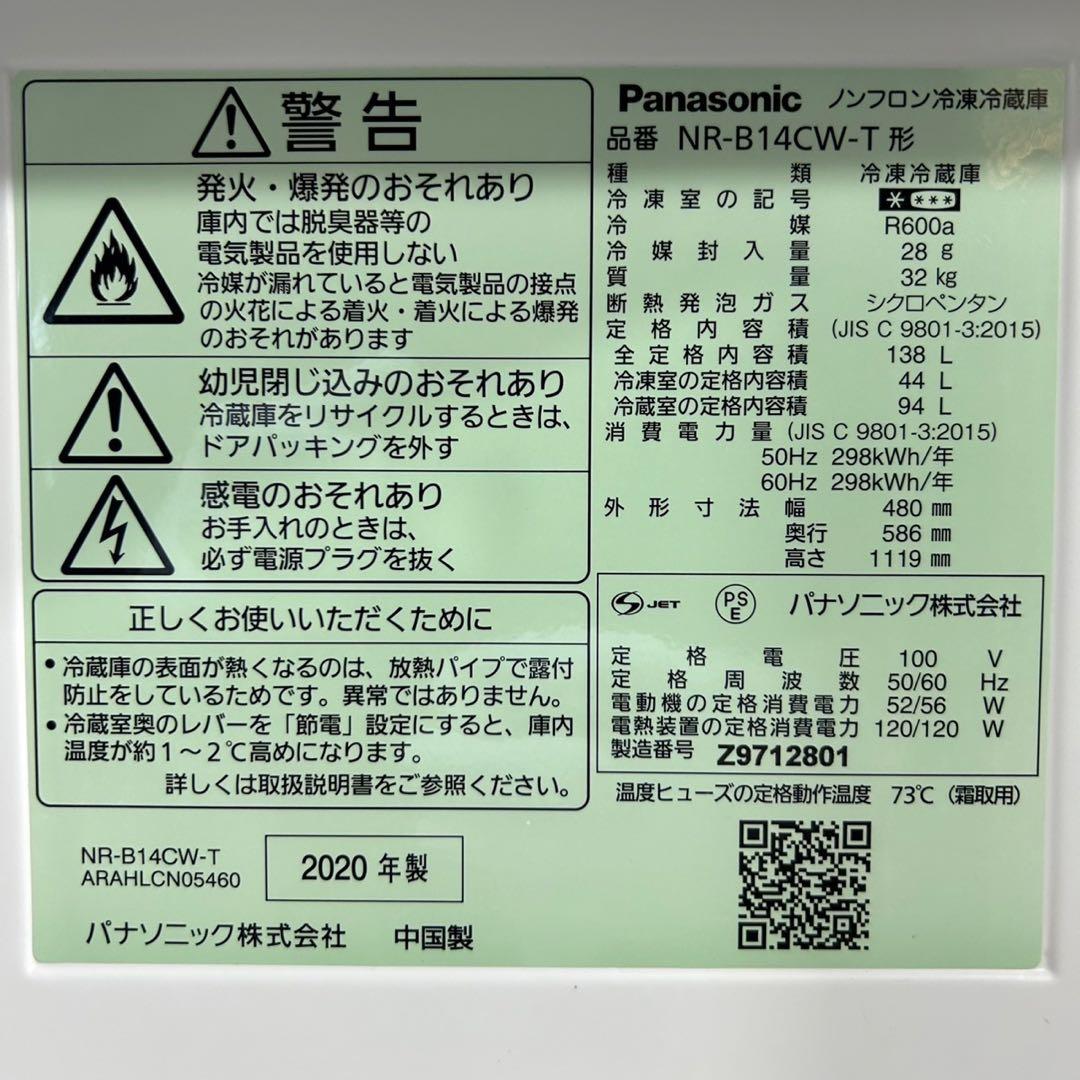 警告
発火・爆発のおそれあり
庫内では脱臭器等の
電気製品を使用しない
冷媒が漏れていると電気製品の接点
の火花による着火・着火による爆発
のおそれがあります
幼児閉じ込みのおそれあり
冷蔵庫をリサイクルするときは、
ドアパッキングを外す
感電のおそれあり
お手入れのときは、
必ず電源プラグを抜く
正しくお使いいただくために
・冷蔵庫の表面が熱くなるのは、放熱パイプで露付
防止をしているためです。異常ではありません。
・冷蔵室奥のレバーを「節電」設定にすると、庫内
温度が約1～2℃高めになります。
詳しくは取扱説明書をご参照ください。
NR-B14CW-T
ARAHLCN05460
2020 年製
パナソニック株式会社 中国製
Panasonic ノンフロン冷凍冷蔵庫
品番 NR-B14CW-T 形
種類 冷凍冷蔵庫
冷凍室の記号 * ***
冷媒 R600a
冷媒封入量 28 g
質量 32 kg
断熱発泡ガス シクロペンタン
定格内容積 (JIS C 9801-3:2015)
全定格内容積 138 L
冷凍室の定格内容積 44 L
冷蔵室の定格内容積 94 L
消費電力量 (JIS C 9801-3:2015)
50Hz 298kWh/年
60Hz 298kWh/年
外形寸法幅 480 mm
奥行 586 mm
高さ 1119 mm
JET PSE パナソニック株式会社
定格電圧 100 V
定格周波数 50/60 Hz
電動機の定格消費電力 52/56 W
電熱装置の定格消費電力 120/120 W
製造番号 Z9712801
温度ヒューズの定格動作温度 73℃（霜取用）